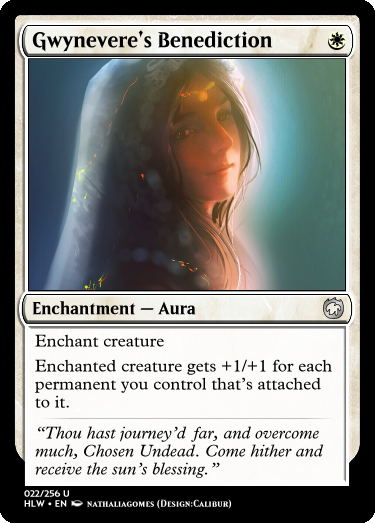 Gwynevere's Benediction
Enchantment — Aura
Enchant creature
Enchanted creature gets +1/+1 for each
permanent you control that's attached
to it.
"Thou hast journey'd far, and overcome
much, Chosen Undead. Come hither and
receive the sun's blessing."
022/256 U
HLW • EN NATHALIAGOMES (DESIGN:CALIBUR)